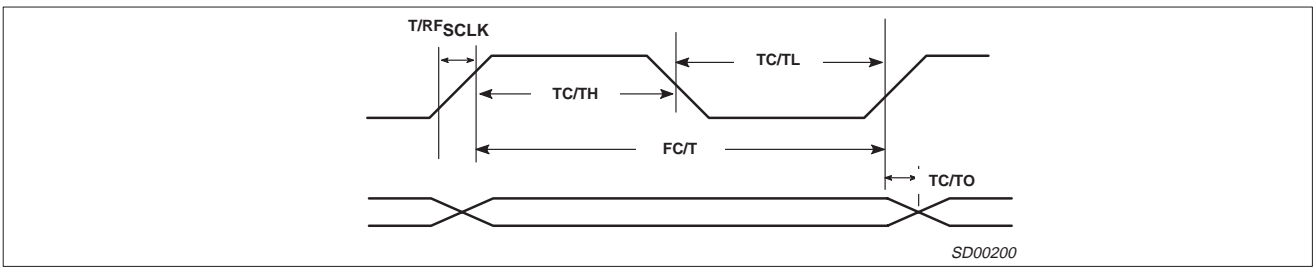 T/RFSCLK
TC/TL
TC/TH
FC/T
TC/TO
SD00200